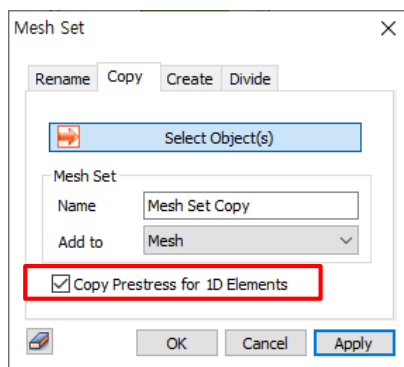 Mesh Set
Rename Copy Create Divide
Select Object(s)
Mesh Set
Name Mesh Set Copy
Add to Mesh
Copy Prestress for 1D Elements
OK Cancel Apply